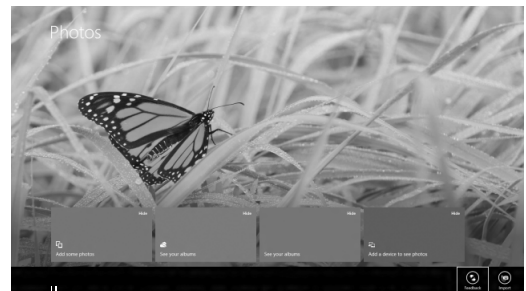 Photos
Hide
Add some photos
Hide
See your albums
Hide
See your albums
Hide
Add a device to see photos
Feedback
Import